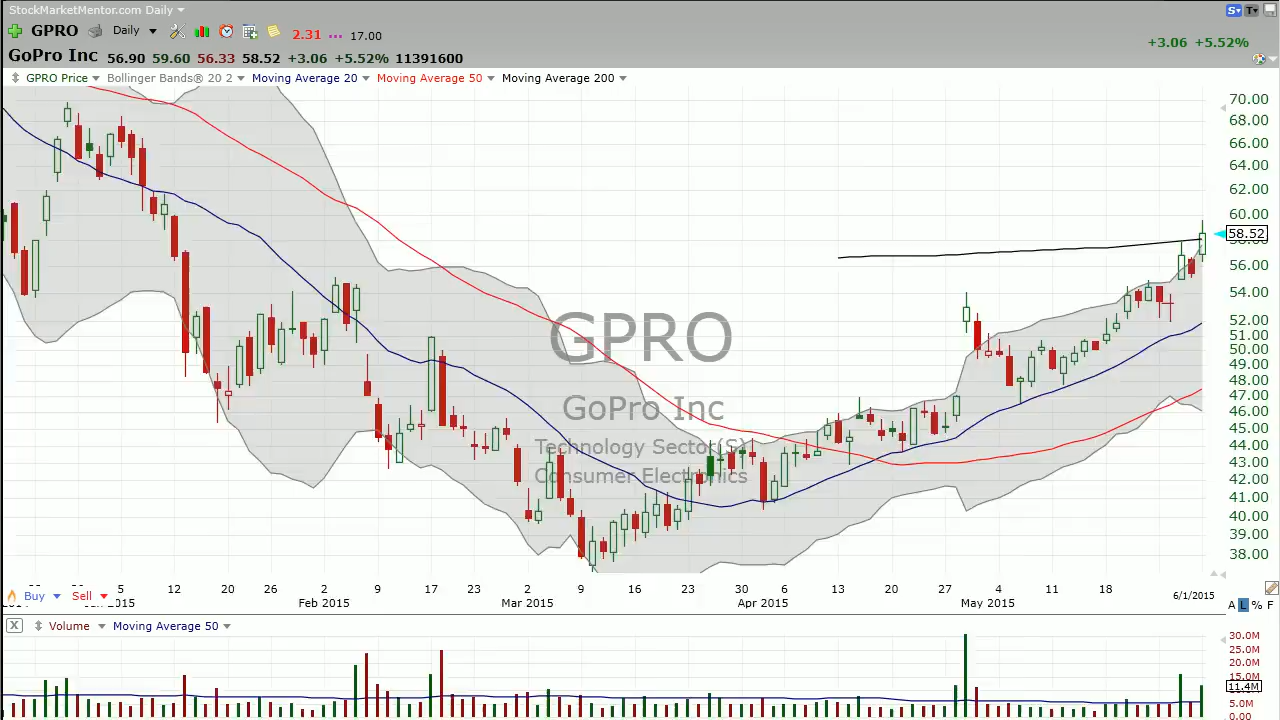 StockMarketMentor.com Daily
GPRO Daily 2.31 ... 17.00
S T
GoPro Inc 56.90 59.60 56.33 58.52 +3.06 +5.52% 11391600
+3.06 +5.52%
GPRO Price Bollinger Bands® 20 2 Moving Average 20 Moving Average 50 Moving Average 200
70.00
68.00
66.00
64.00
62.00
60.00
58.52
56.00
54.00
52.00
51.00
50.00
49.00
48.00
47.00
46.00
45.00
44.00
43.00
42.00
41.00
40.00
39.00
38.00
GPRO
GoPro Inc
Technology Sector(S)
Consumer Electronics
5 12 20 26 2 9 17 23 2 9 16 23 30 6 13 20 27 4 11 18
Buy Sell 2015 Feb 2015 Mar 2015 Apr 2015 May 2015 6/1/2015
A L % F
X Volume Moving Average 50
30.0M
25.0M
20.0M
15.0M
11.4M
5.0M
0.00